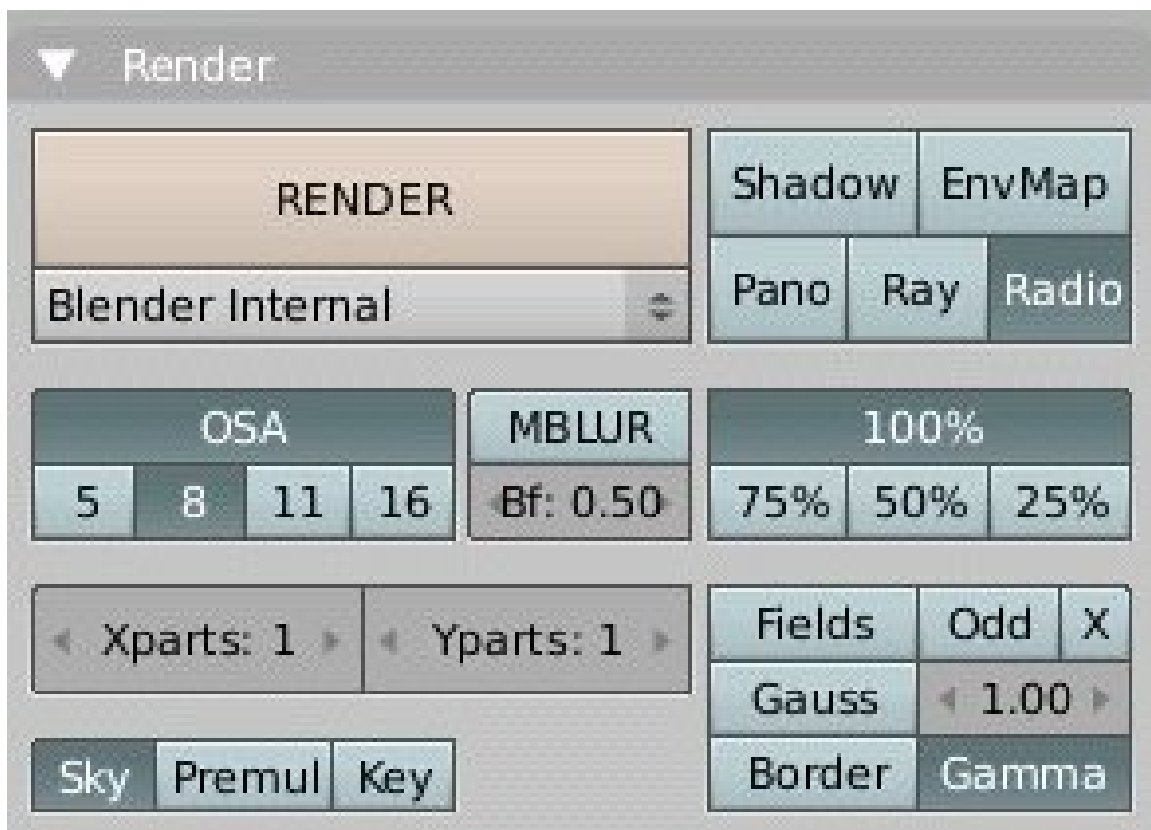 Render
RENDER
Blender Internal
Shadow EnvMap
Pano Ray Radio
OSA
5 8 11 16
MBLUR
Bf: 0.50
100%
75% 50% 25%
Xparts: 1 Yparts: 1
Fields Odd X
Gauss 1.00
Border Gamma
Sky Premul Key